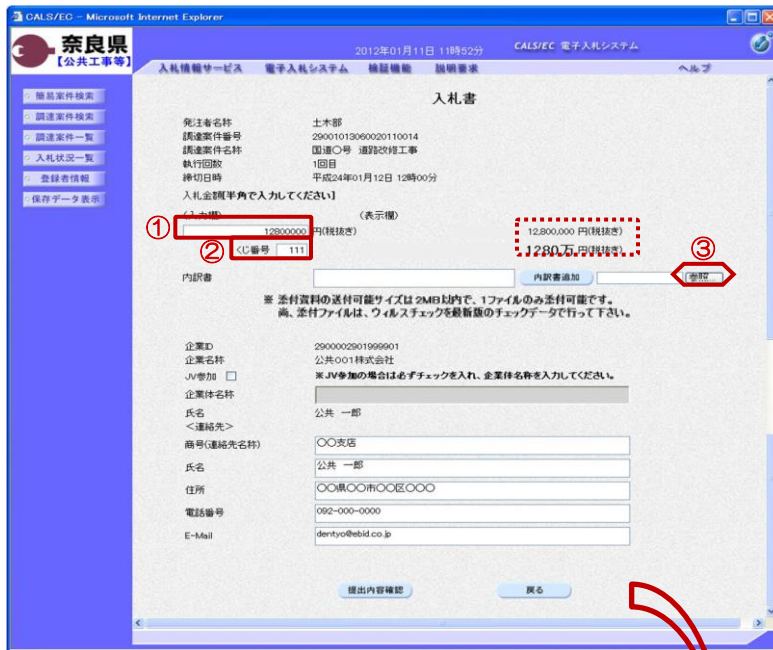 CALS/EC - Microsoft Internet Explorer
奈良県
【公共工事等】
2012年01月11日 11時52分
CALS/EC 電子入札システム
入札情報サービス 電子入札システム 検証機能 説明要求 ヘルプ
簡易案件検索
調達案件検索
調達案件一覧
入札状況一覧
登録者情報
保存データ表示
入札書
発注者名称 土木部
調達案件番号 29001013060020110014
調達案件名称 国道○号 道路改修工事
執行回数 1回目
締切日時 平成24年01月12日 12時00分
入札金額[半角で入力してください]
(入力欄) (表示欄)
① 12800000 円(税抜き) 12,800,000 円(税抜き)
② くじ番号 111 1280万 円(税抜き)
③
内訳書 内訳書追加 参照...
※ 添付資料の送付可能サイズは2MB以内で、1ファイルのみ添付可能です。
尚、添付ファイルは、ウィルスチェックを最新版のチェックデータで行って下さい。
企業ID 2900002901999901
企業名称 公共001株式会社
JV参加 ※JV参加の場合は必ずチェックを入れ、企業体名称を入力してください。
企業体名称
氏名 公共 一郎
<連絡先>
商号(連絡先名称) ○○支店
氏名 公共 一郎
住所 ○○県○○市○○区○○○
電話番号 092-000-0000
E-Mail dentyo@ebid.co.jp
提出内容確認 戻る